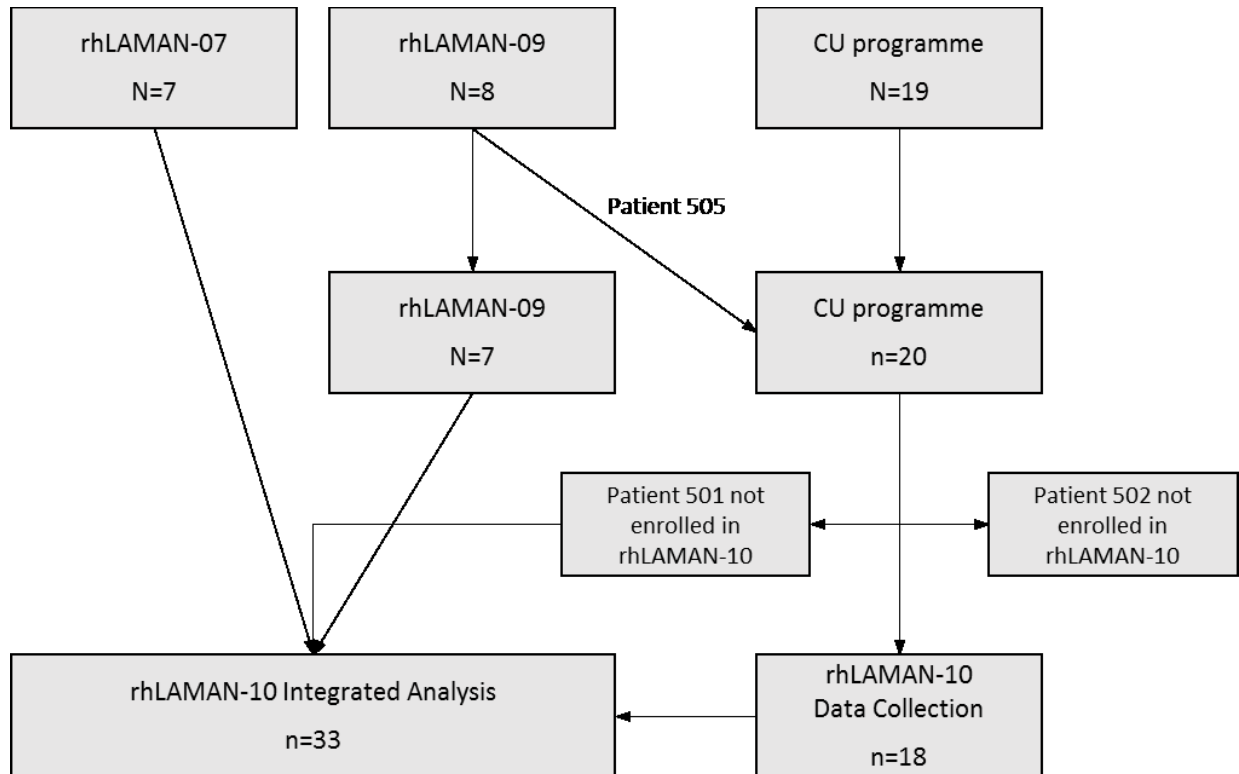 rhLAMAN-07
N=7
rhLAMAN-09
N=8
CU programme
N=19
Patient 505
rhLAMAN-09
N=7
CU programme
n=20
Patient 501 not
enrolled in
rhLAMAN-10
Patient 502 not
enrolled in
rhLAMAN-10
rhLAMAN-10 Integrated Analysis
n=33
rhLAMAN-10
Data Collection
n=18